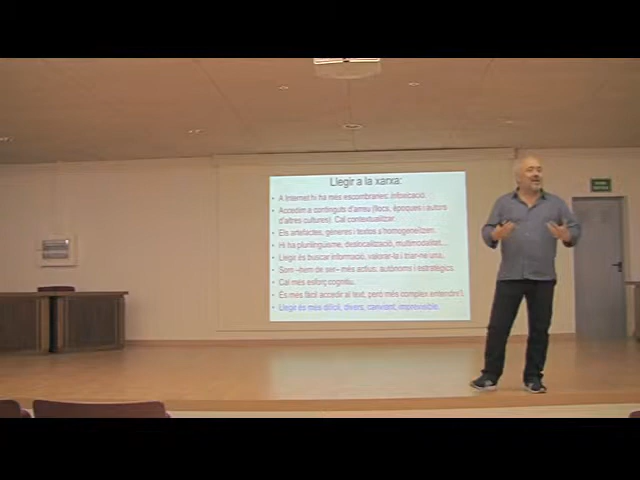 Llegir a la xarxa:
• A Internet hi ha més escombraries: infoxicació.
• Accedim a continguts d'arreu (llocs, èpoques i autors
d'altres cultures). Cal contextualitzar.
• Els artefactes, gèneres i textos s'homogeneïtzen.
• Hi ha plurilingüisme, deslocalització, multimodalitat...
• Llegir és buscar informació, valorar-la i triar-ne una.
• Som –hem de ser– més actius, autònoms i estratègics.
• Cal més esforç cognitiu.
• És més fàcil accedir al text, però més complex entendre'l.
• Llegir és més difícil, divers, canviant, imprevisible.